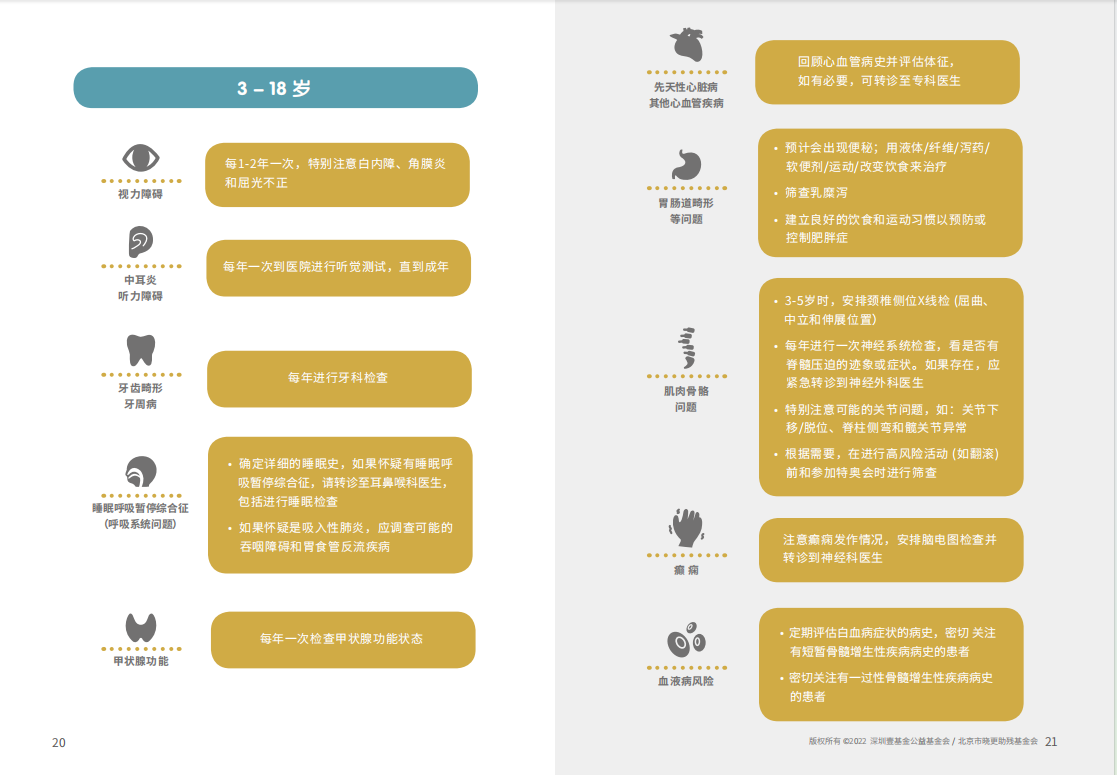 3 – 18 岁
视力障碍
每1-2年一次，特别注意白内障、角膜炎
和屈光不正
中耳炎
听力障碍
每年一次到医院进行听觉测试，直到成年
牙齿畸形
牙周病
每年进行牙科检查
睡眠呼吸暂停综合征
（呼吸系统问题）
• 确定详细的睡眠史，如果怀疑有睡眠呼
吸暂停综合征，请转诊至耳鼻喉科医生，
包括进行睡眠检查
• 如果怀疑是吸入性肺炎，应调查可能的
吞咽障碍和胃食管反流疾病
甲状腺功能
每年一次检查甲状腺功能状态
20
先天性心脏病
其他心血管疾病
回顾心血管病史并评估体征，
如有必要，可转诊至专科医生
胃肠道畸形
等问题
• 预计会出现便秘；用液体/纤维/泻药/
软便剂/运动/改变饮食来治疗
• 筛查乳糜泻
• 建立良好的饮食和运动习惯以预防或
控制肥胖症
肌肉骨骼
问题
• 3-5岁时，安排颈椎侧位X线检 (屈曲、
中立和伸展位置)
• 每年进行一次神经系统检查，看是否有
脊髓压迫的迹象或症状。如果存在，应
紧急转诊到神经外科医生
• 特别注意可能的关节问题，如：关节下
移/脱位、脊柱侧弯和髋关节异常
• 根据需要，在进行高风险活动 (如翻滚)
前和参加特奥会时进行筛查
癫 痫
注意癫痫发作情况，安排脑电图检查并
转诊到神经科医生
血液病风险
• 定期评估白血病症状的病史，密切 关注
有短暂骨髓增生性疾病病史的患者
• 密切关注有一过性骨髓增生性疾病病史
的患者
版权所有 ©2022 深圳壹基金公益基金会 / 北京市晓更助残基金会 21